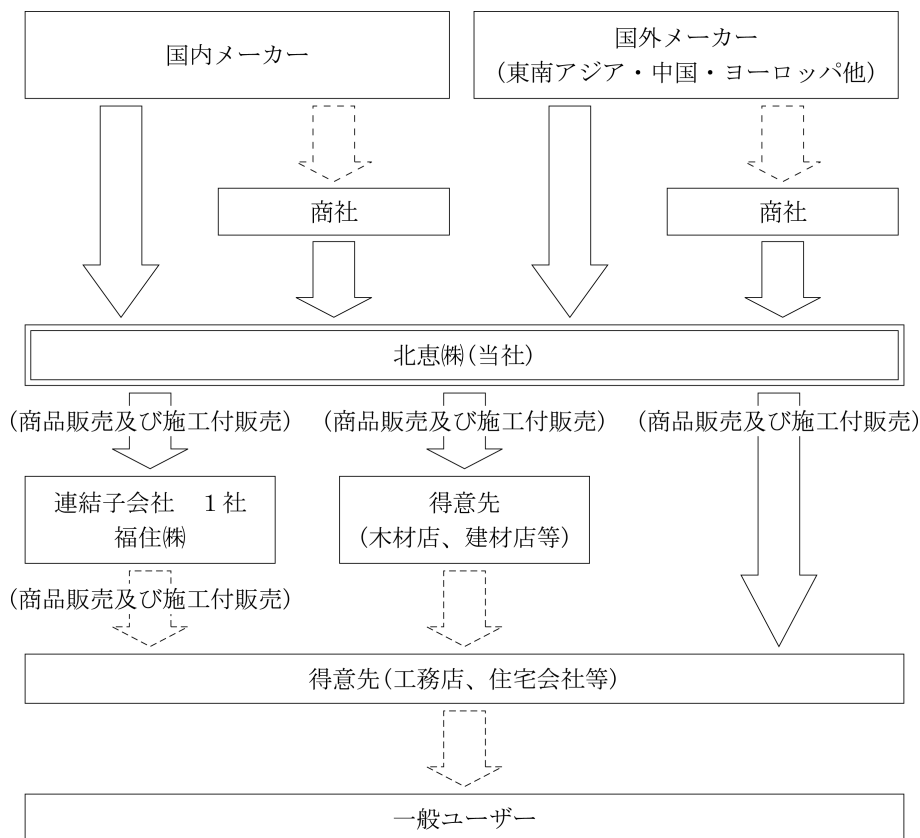 国内メーカー
国外メーカー
(東南アジア・中国・ヨーロッパ他)
商社
商社
北恵㈱(当社)
(商品販売及び施工付販売)
(商品販売及び施工付販売)
(商品販売及び施工付販売)
連結子会社　１社
福住㈱
得意先
(木材店、建材店等)
(商品販売及び施工付販売)
得意先(工務店、住宅会社等)
一般ユーザー